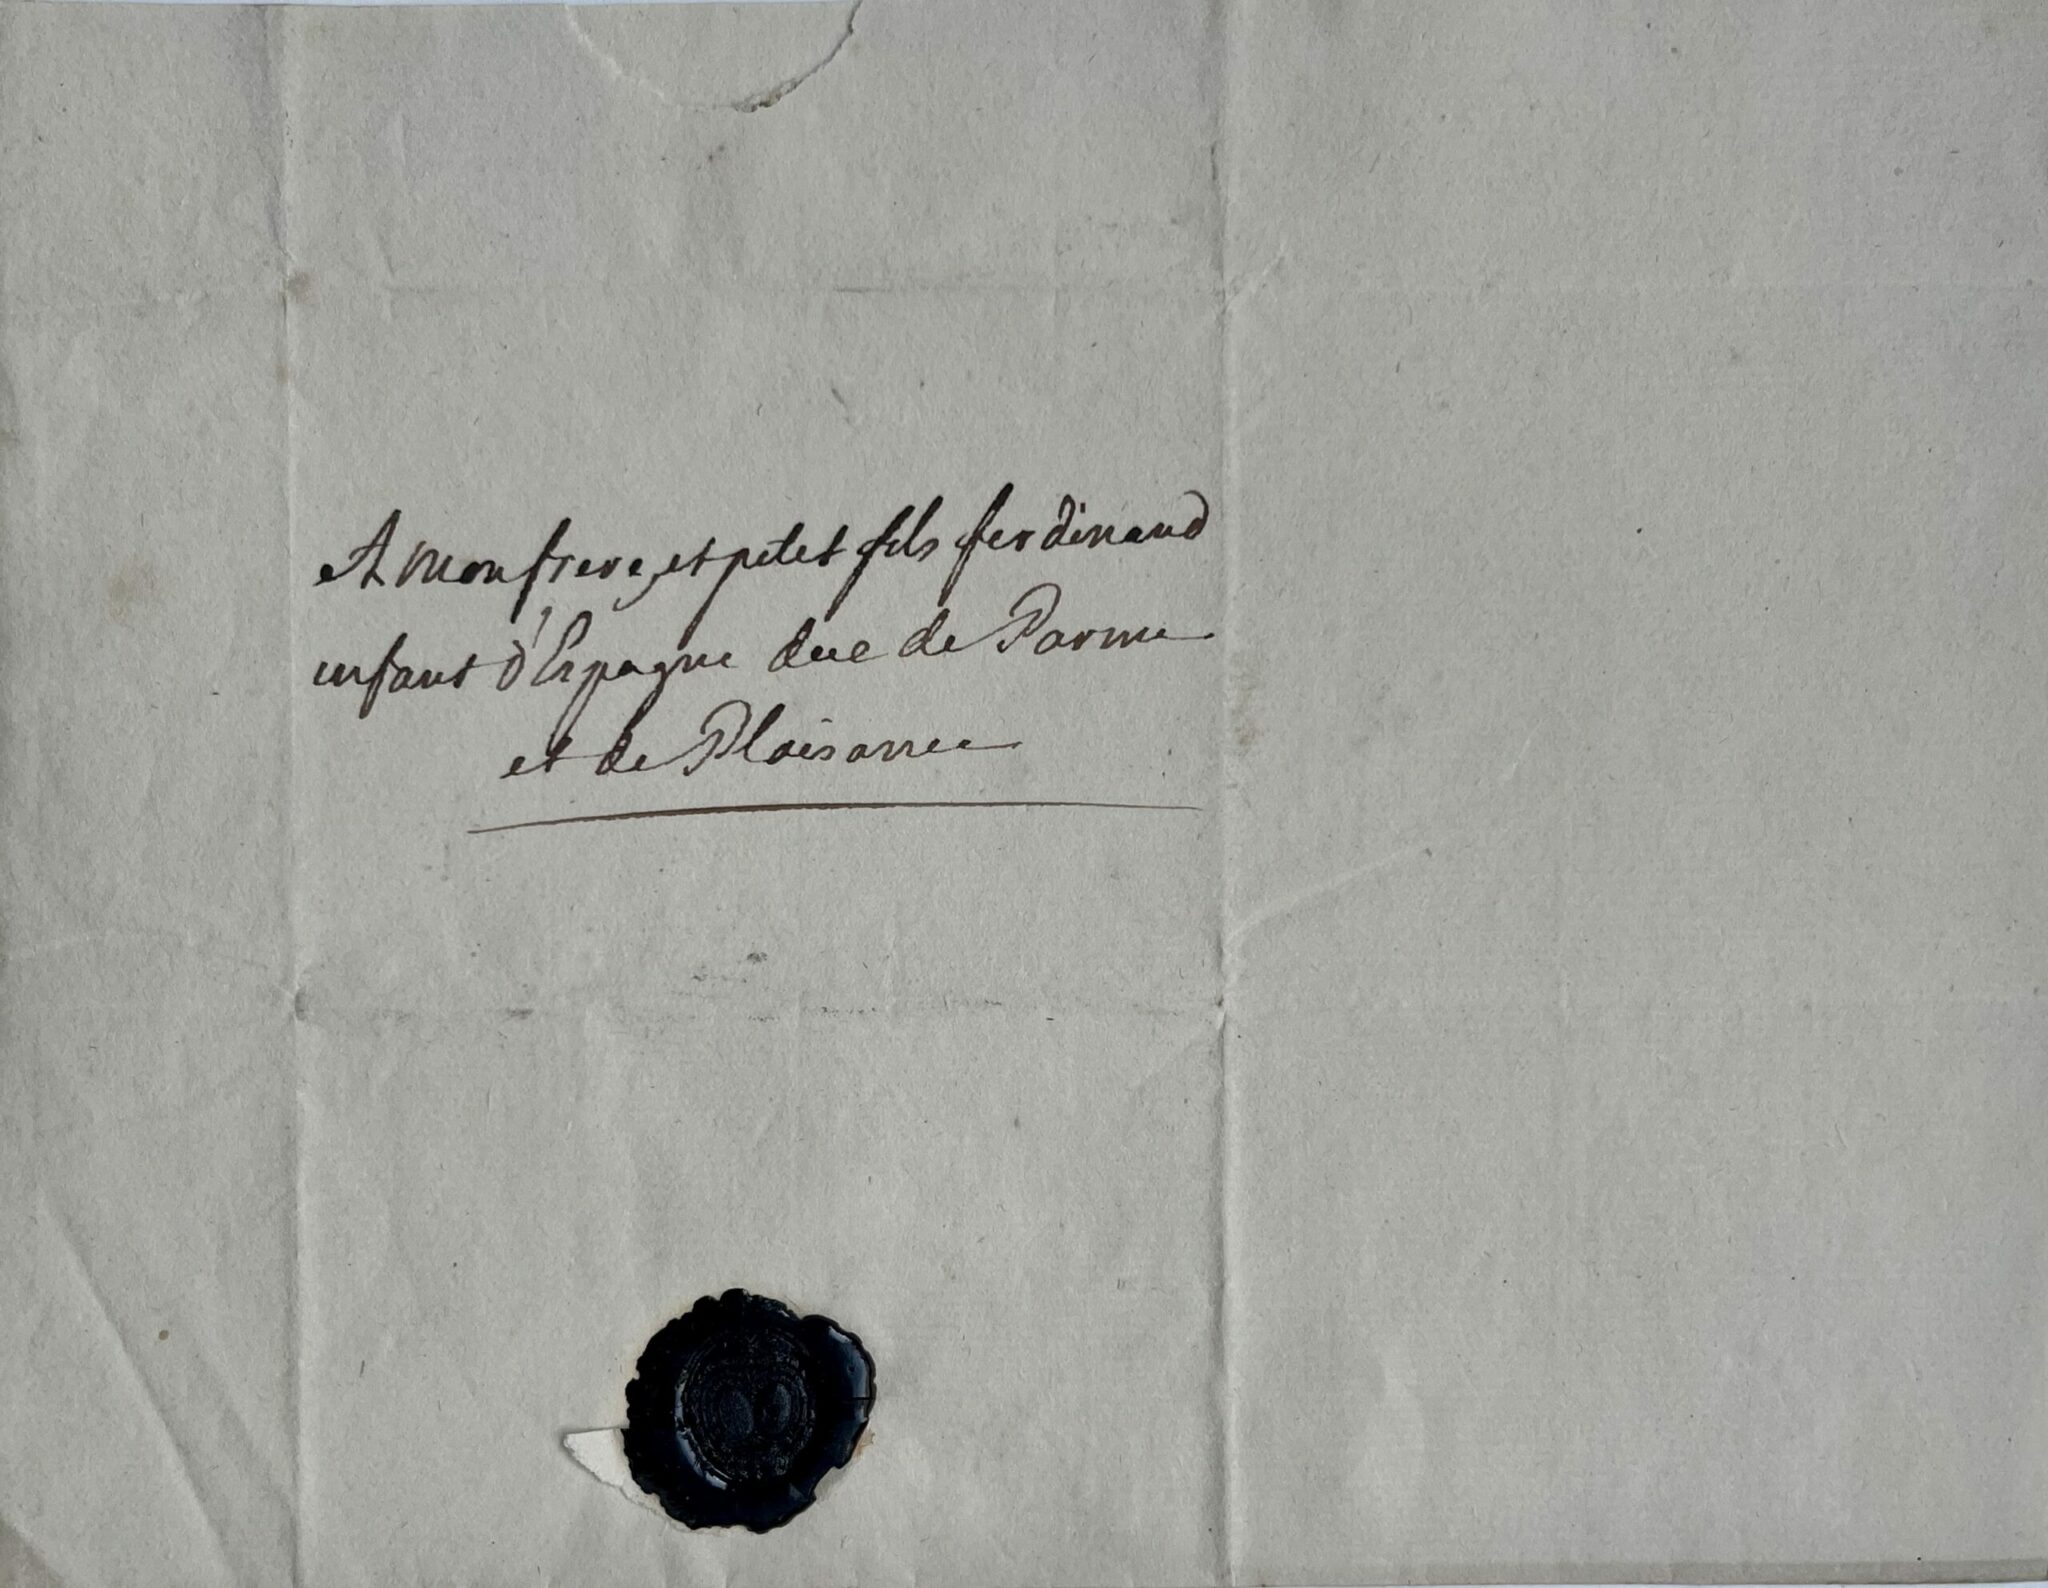 A mon frere, et petit fils ferdinand
infant d'Espagne duc de Parme
et de Plaisance